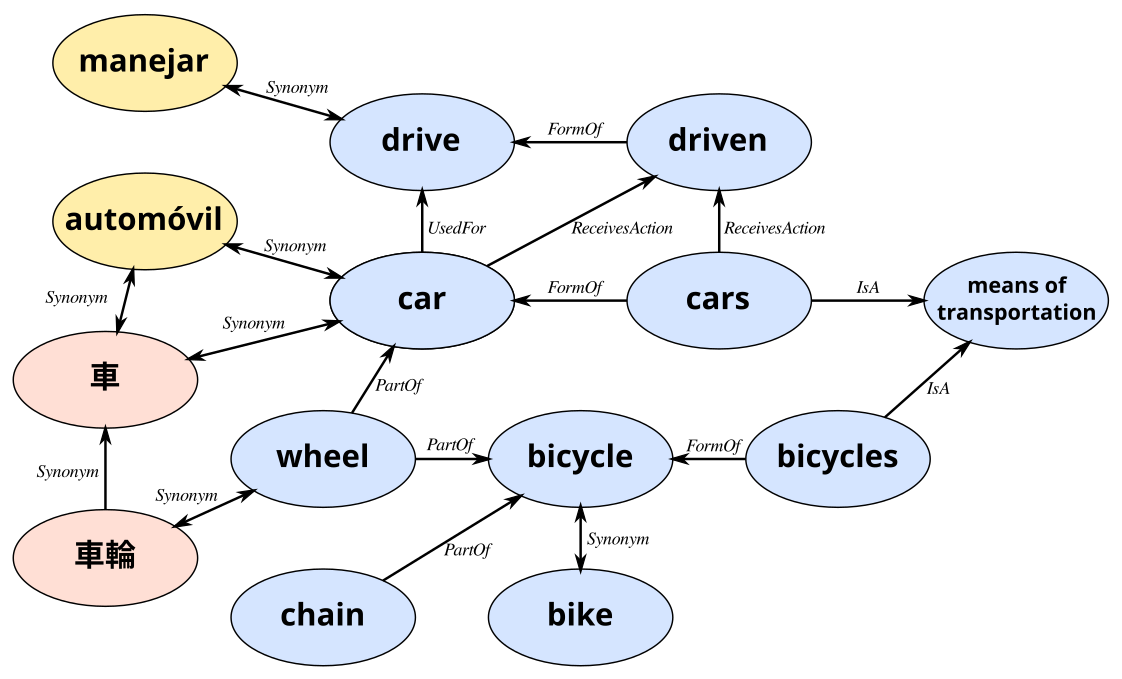 manejar
Synonym
drive
FormOf
driven
automóvil
Synonym
UsedFor
ReceivesAction
ReceivesAction
Synonym
car
FormOf
cars
IsA
means of
transportation
Synonym
車
PartOf
IsA
Synonym
wheel
PartOf
bicycle
FormOf
bicycles
Synonym
車輪
PartOf
Synonym
chain
bike